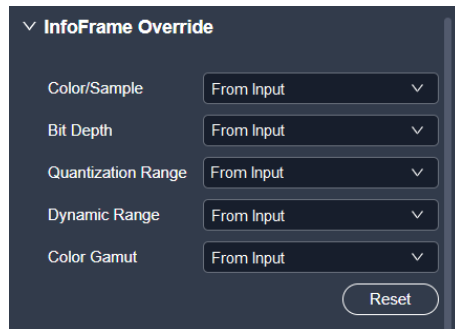 InfoFrame Override
Color/Sample From Input
Bit Depth From Input
Quantization Range From Input
Dynamic Range From Input
Color Gamut From Input
Reset